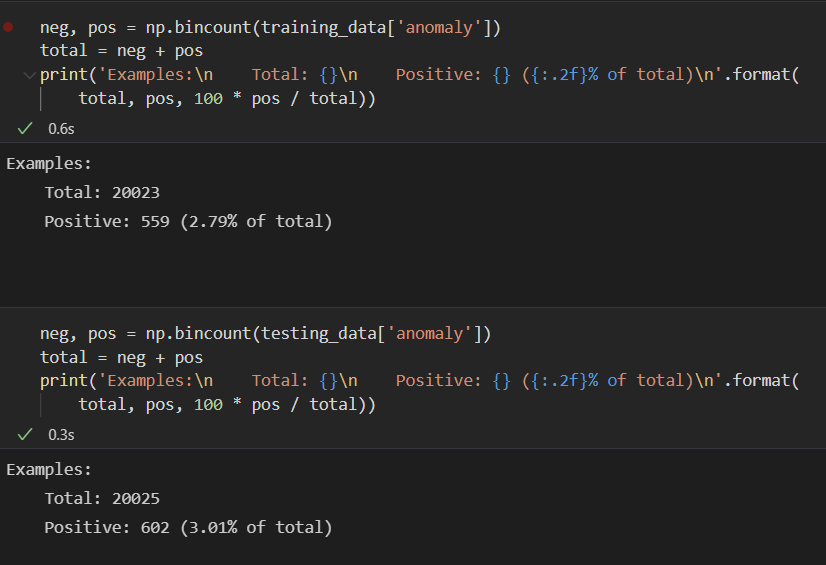 neg, pos = np.bincount(training_data['anomaly'])
total = neg + pos
print('Examples:\n    Total: {}\n    Positive: {} ({:.2f}% of total)\n'.format(
    total, pos, 100 * pos / total))
0.6s
Examples:
    Total: 20023
    Positive: 559 (2.79% of total)
neg, pos = np.bincount(testing_data['anomaly'])
total = neg + pos
print('Examples:\n    Total: {}\n    Positive: {} ({:.2f}% of total)\n'.format(
    total, pos, 100 * pos / total))
0.3s
Examples:
    Total: 20025
    Positive: 602 (3.01% of total)